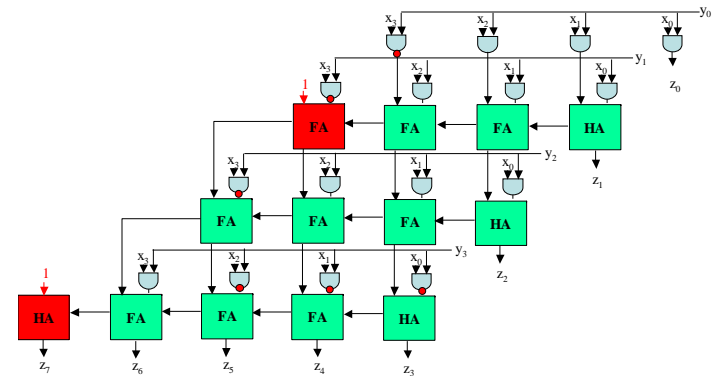 x3 x2 x1 x0 y0
x3 x2 x1 x0 y1
z0
1
FA FA FA HA
x3 x2 x1 x0 y2
z1
FA FA FA HA
x3 x2 x1 x0 y3
z2
1
HA FA FA FA HA
z7 z6 z5 z4 z3